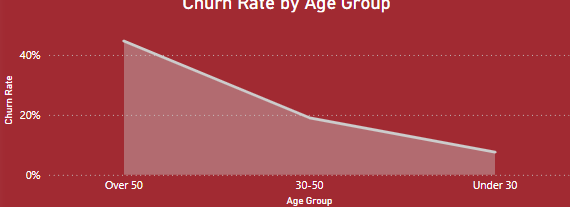 Churn Rate by Age Group
40%
20%
0%
Churn Rate
Over 50
30-50
Under 30
Age Group